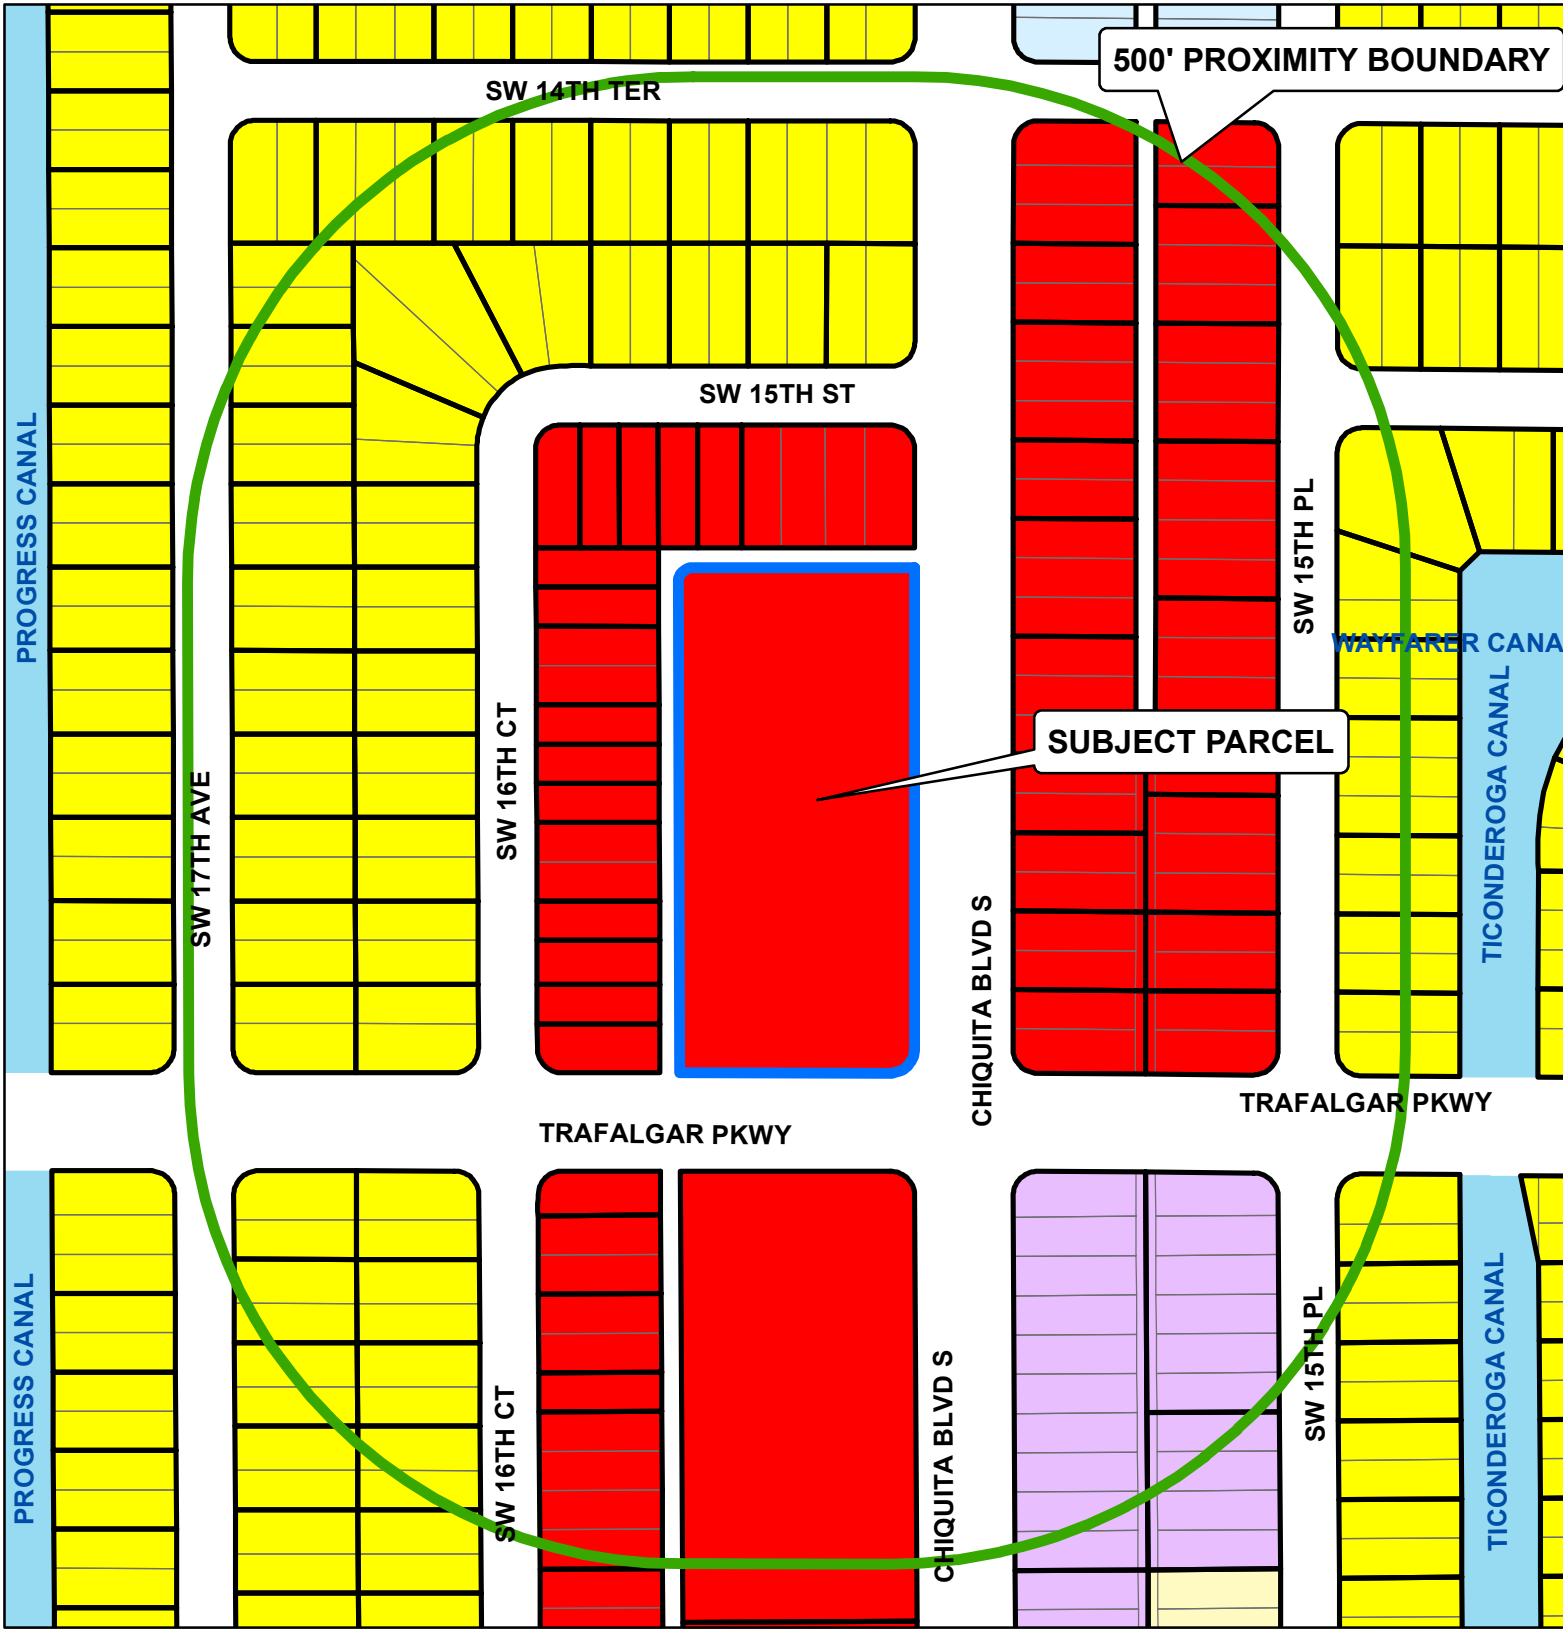 500' PROXIMITY BOUNDARY
SW 14TH TER
SW 15TH ST
PROGRESS CANAL
SW 15TH PL
WAYFARER CANA
TICONDEROGA CANAL
SUBJECT PARCEL
SW 16TH CT
SW 17TH AVE
CHIQUITA BLVD S
TRAFALGAR PKWY
TRAFALGAR PKWY
PROGRESS CANAL
SW 16TH CT
CHIQUITA BLVD S
SW 15TH PL
TICONDEROGA CANAL